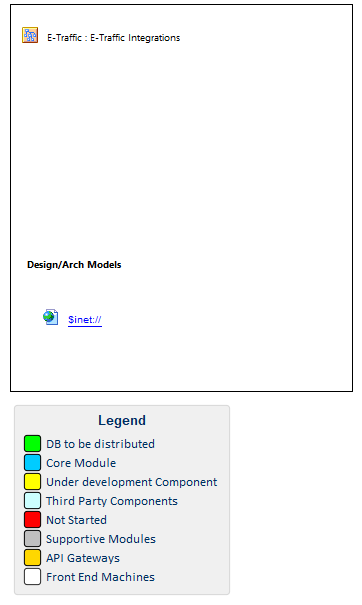 E-Traffic : E-Traffic Integrations
Design/Arch Models
$inet://
Legend
DB to be distributed
Core Module
Under development Component
Third Party Components
Not Started
Supportive Modules
API Gateways
Front End Machines